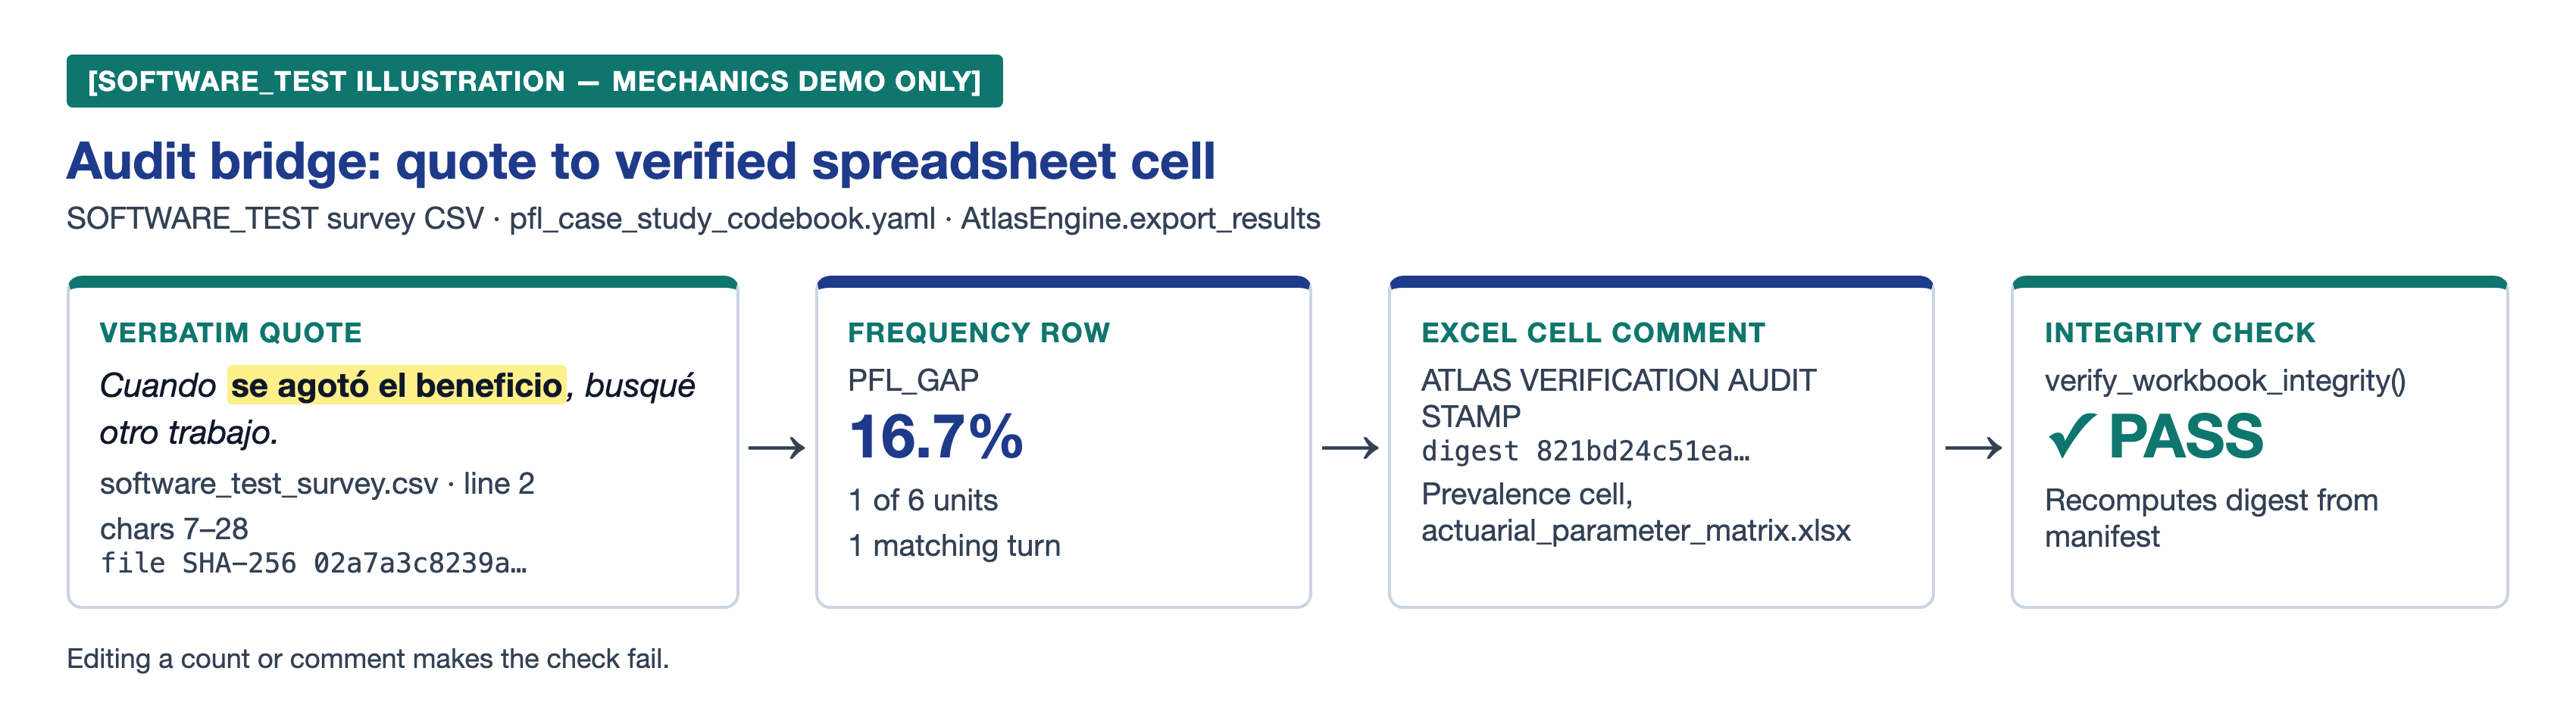 [SOFTWARE_TEST ILLUSTRATION — MECHANICS DEMO ONLY]
Audit bridge: quote to verified spreadsheet cell
SOFTWARE_TEST survey CSV · pfl_case_study_codebook.yaml · AtlasEngine.export_results
VERBATIM QUOTE
Cuando se agotó el beneficio, busqué
otro trabajo.
software_test_survey.csv · line 2
chars 7–28
file SHA-256 02a7a3c8239a…
→
FREQUENCY ROW
PFL_GAP
16.7%
1 of 6 units
1 matching turn
→
EXCEL CELL COMMENT
ATLAS VERIFICATION AUDIT
STAMP
digest 821bd24c51ea…
Prevalence cell,
actuarial_parameter_matrix.xlsx
→
INTEGRITY CHECK
verify_workbook_integrity()
✓ PASS
Recomputes digest from
manifest
Editing a count or comment makes the check fail.